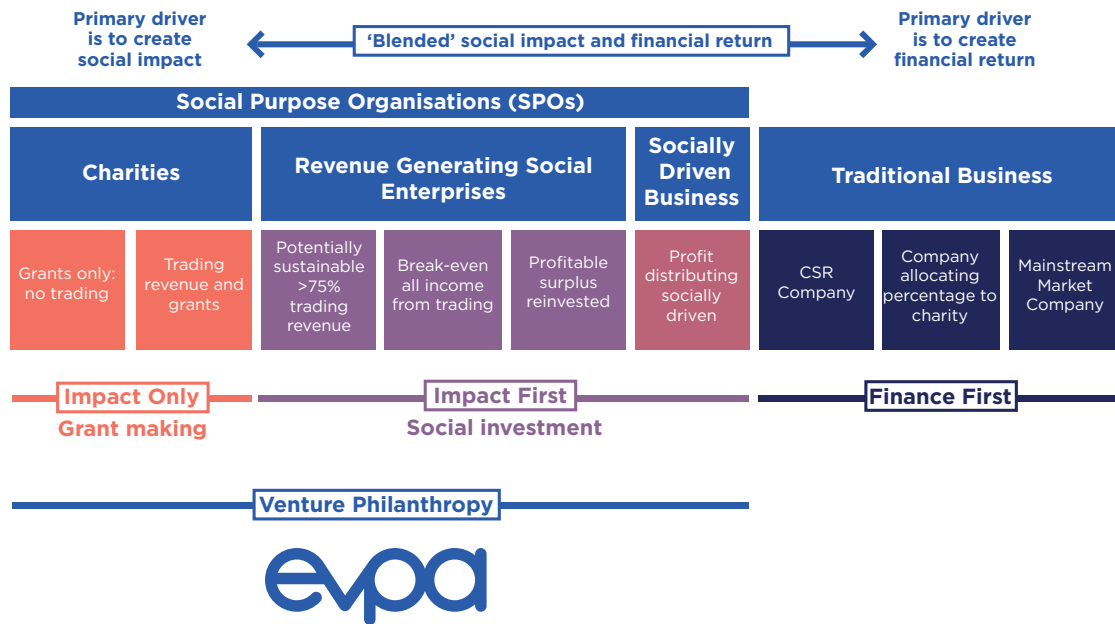 Primary driver
is to create
social impact
‘Blended’ social impact and financial return
Primary driver
is to create
financial return
Social Purpose Organisations (SPOs)
Charities
Revenue Generating Social
Enterprises
Socially
Driven
Business
Traditional Business
Grants only:
no trading
Trading
revenue and
grants
Potentially
sustainable
>75%
trading
revenue
Break-even
all income
from trading
Profitable
surplus
reinvested
Profit
distributing
socially
driven
CSR
Company
Company
allocating
percentage to
charity
Mainstream
Market
Company
Impact Only
Grant making
Impact First
Social investment
Finance First
Venture Philanthropy
evpa